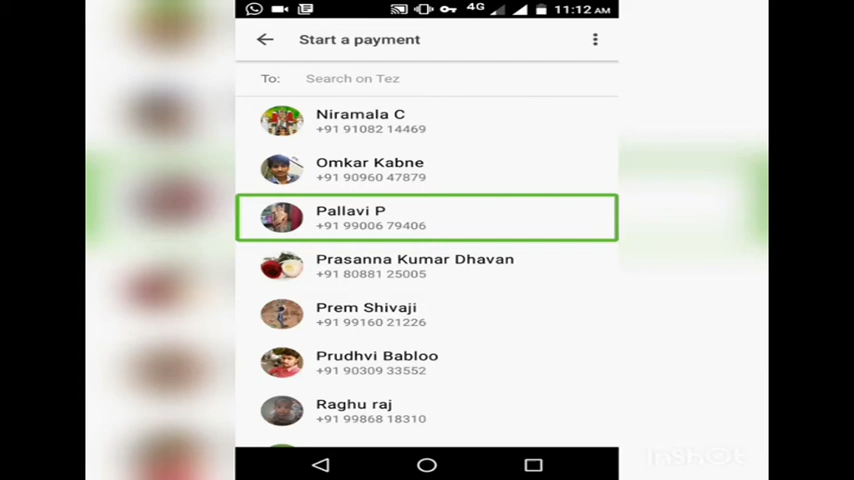 4G 11:12 AM
Start a payment
To: Search on Tez
Niramala C
+91 91082 14469
Omkar Kabne
+91 90960 47879
Pallavi P
+91 99006 79406
Prasanna Kumar Dhavan
+91 80881 25005
Prem Shivaji
+91 99160 21226
Prudhvi Babloo
+91 90309 33552
Raghu raj
+91 99868 18310
InShOt